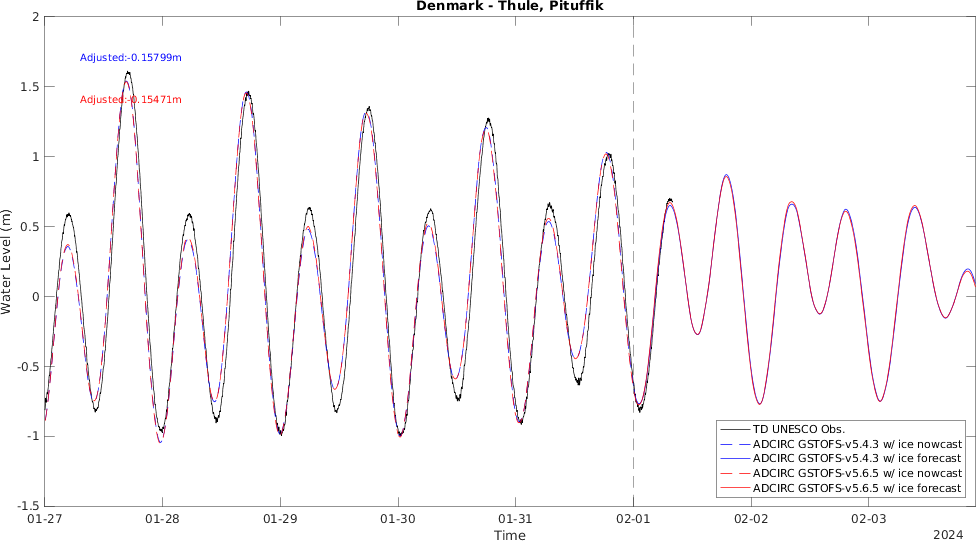 Denmark - Thule, Pituffik
Adjusted:-0.15799m
Adjusted:-0.15471m
Water Level (m)
2
1.5
1
0.5
0
-0.5
-1
-1.5
01-27
01-28
01-29
01-30
01-31
02-01
02-02
02-03
Time
2024
TD UNESCO Obs.
ADCIRC GSTOFS-v5.4.3 w/ ice nowcast
ADCIRC GSTOFS-v5.4.3 w/ ice forecast
ADCIRC GSTOFS-v5.6.5 w/ ice nowcast
ADCIRC GSTOFS-v5.6.5 w/ ice forecast